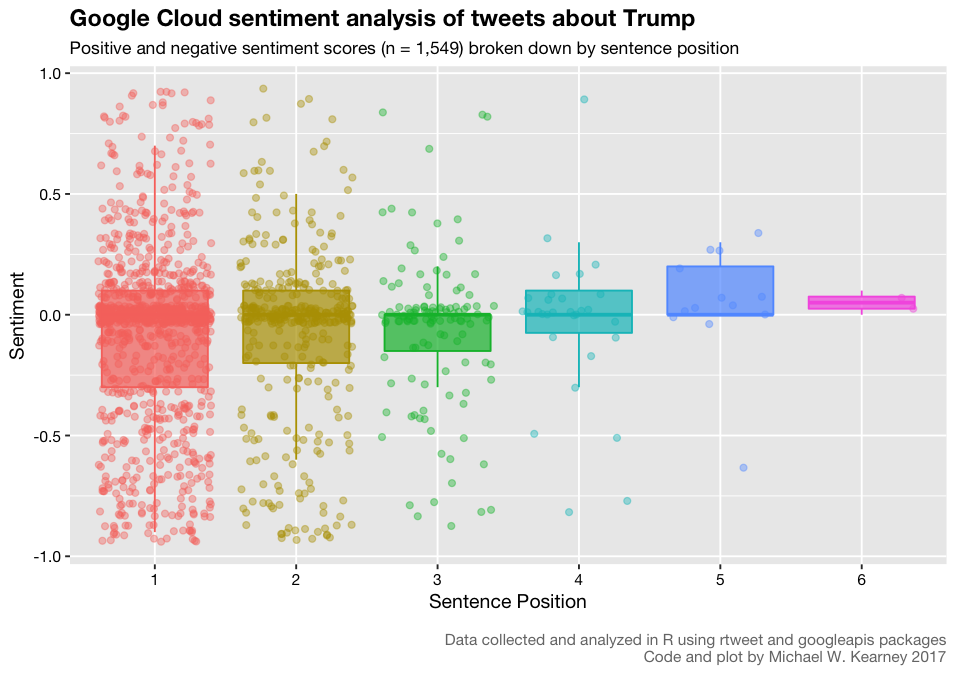 Google Cloud sentiment analysis of tweets about Trump
Positive and negative sentiment scores (n = 1,549) broken down by sentence position
1.0
0.5
0.0
-0.5
-1.0
Sentiment
1 2 3 4 5 6
Sentence Position
Data collected and analyzed in R using rtweet and googleapis packages
Code and plot by Michael W. Kearney 2017